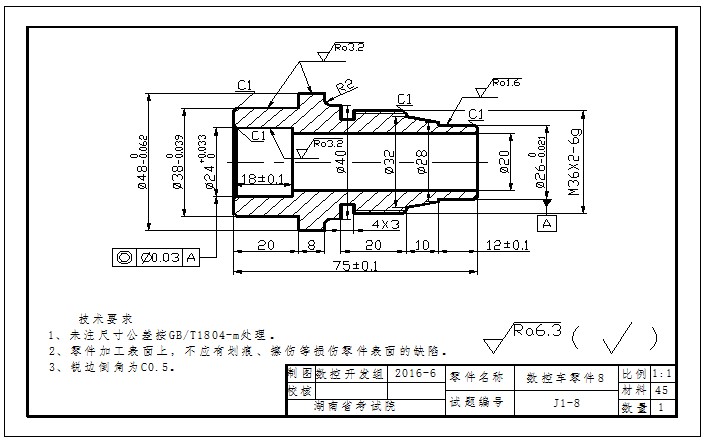 Ra3.2
C1
R2
C1
Ra1.6
C1
C1
Ra3.2
18±0.1
Ø48 0 -0.062
Ø38 0 -0.039
Ø24 +0.033 0
Ø40
Ø32
Ø28
Ø20
Ø26 0 -0.021
M36X2-6g
4X3
A
20
8
20
10
12±0.1
◎ Ø0.03 A
75±0.1
技术要求
1、未注尺寸公差按GB/T1804-m处理。
2、零件加工表面上，不应有划痕、擦伤等损伤零件表面的缺陷。
3、锐边倒角为C0.5。
Ra6.3 ( √ )
制图 数控开发组 2016-6 零件名称 数控车零件8 比例 1:1
校核 湖南省考试院 试题编号 J1-8 材料 45
数量 1